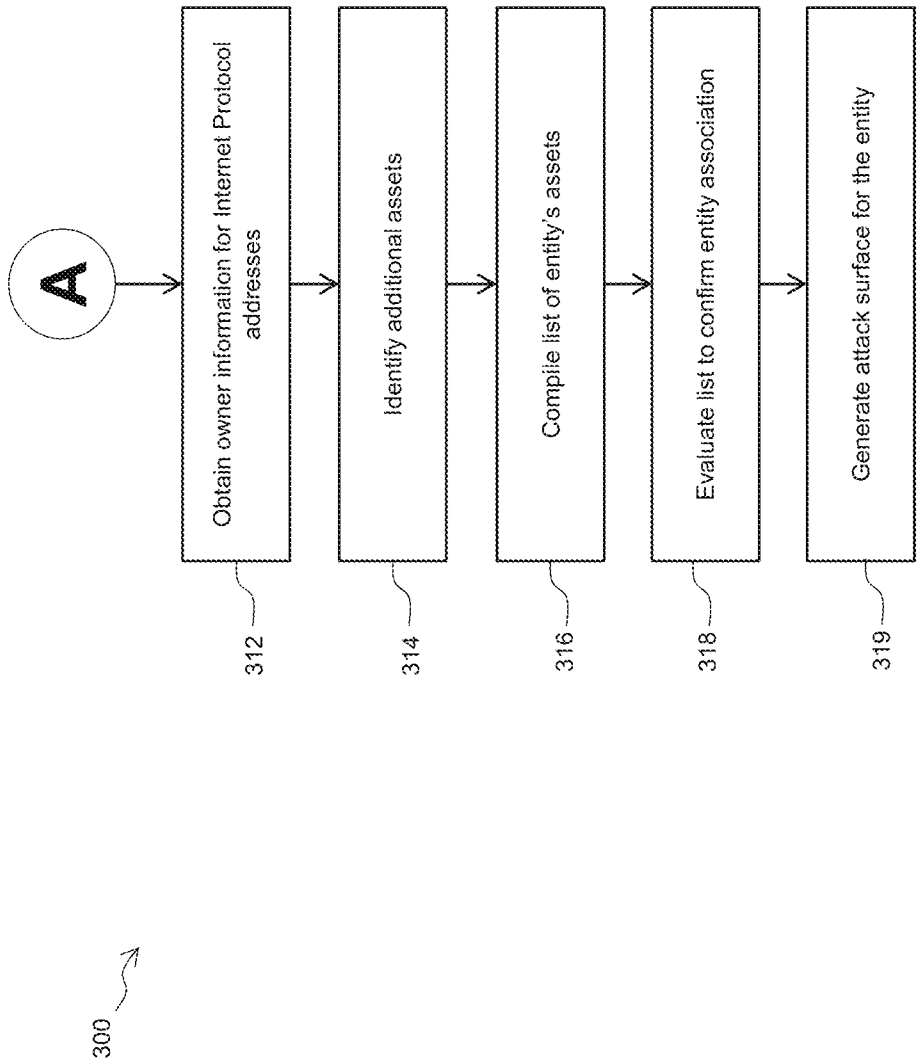 300
A
Obtain owner information for Internet Protocol
addresses
312
Identify additional assets
314
Compile list of entity's assets
316
Evaluate list to confirm entity association
318
Generate attack surface for the entity
319